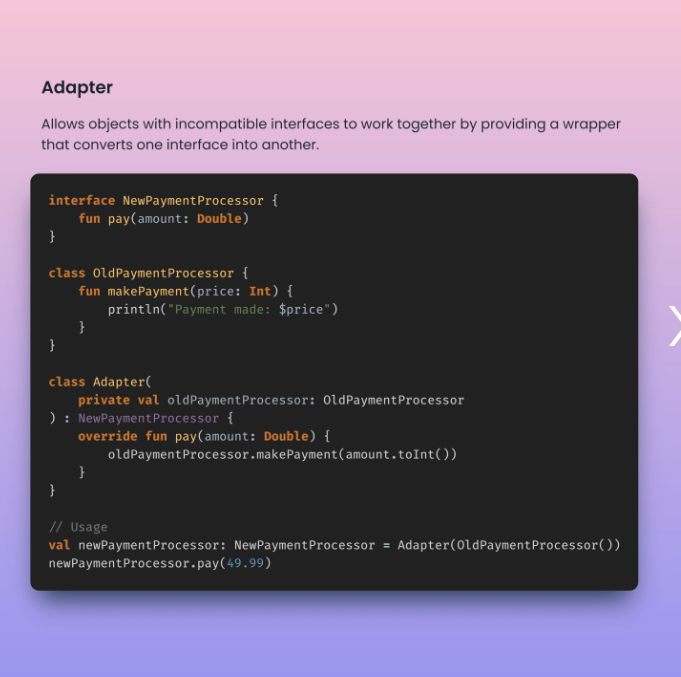 Adapter
Allows objects with incompatible interfaces to work together by providing a wrapper
that converts one interface into another.
interface NewPaymentProcessor {
    fun pay(amount: Double)
}

class OldPaymentProcessor {
    fun makePayment(price: Int) {
        println("Payment made: $price")
    }
}

class Adapter(
    private val oldPaymentProcessor: OldPaymentProcessor
) : NewPaymentProcessor {
    override fun pay(amount: Double) {
        oldPaymentProcessor.makePayment(amount.toInt())
    }
}

// Usage
val newPaymentProcessor: NewPaymentProcessor = Adapter(OldPaymentProcessor())
newPaymentProcessor.pay(49.99)